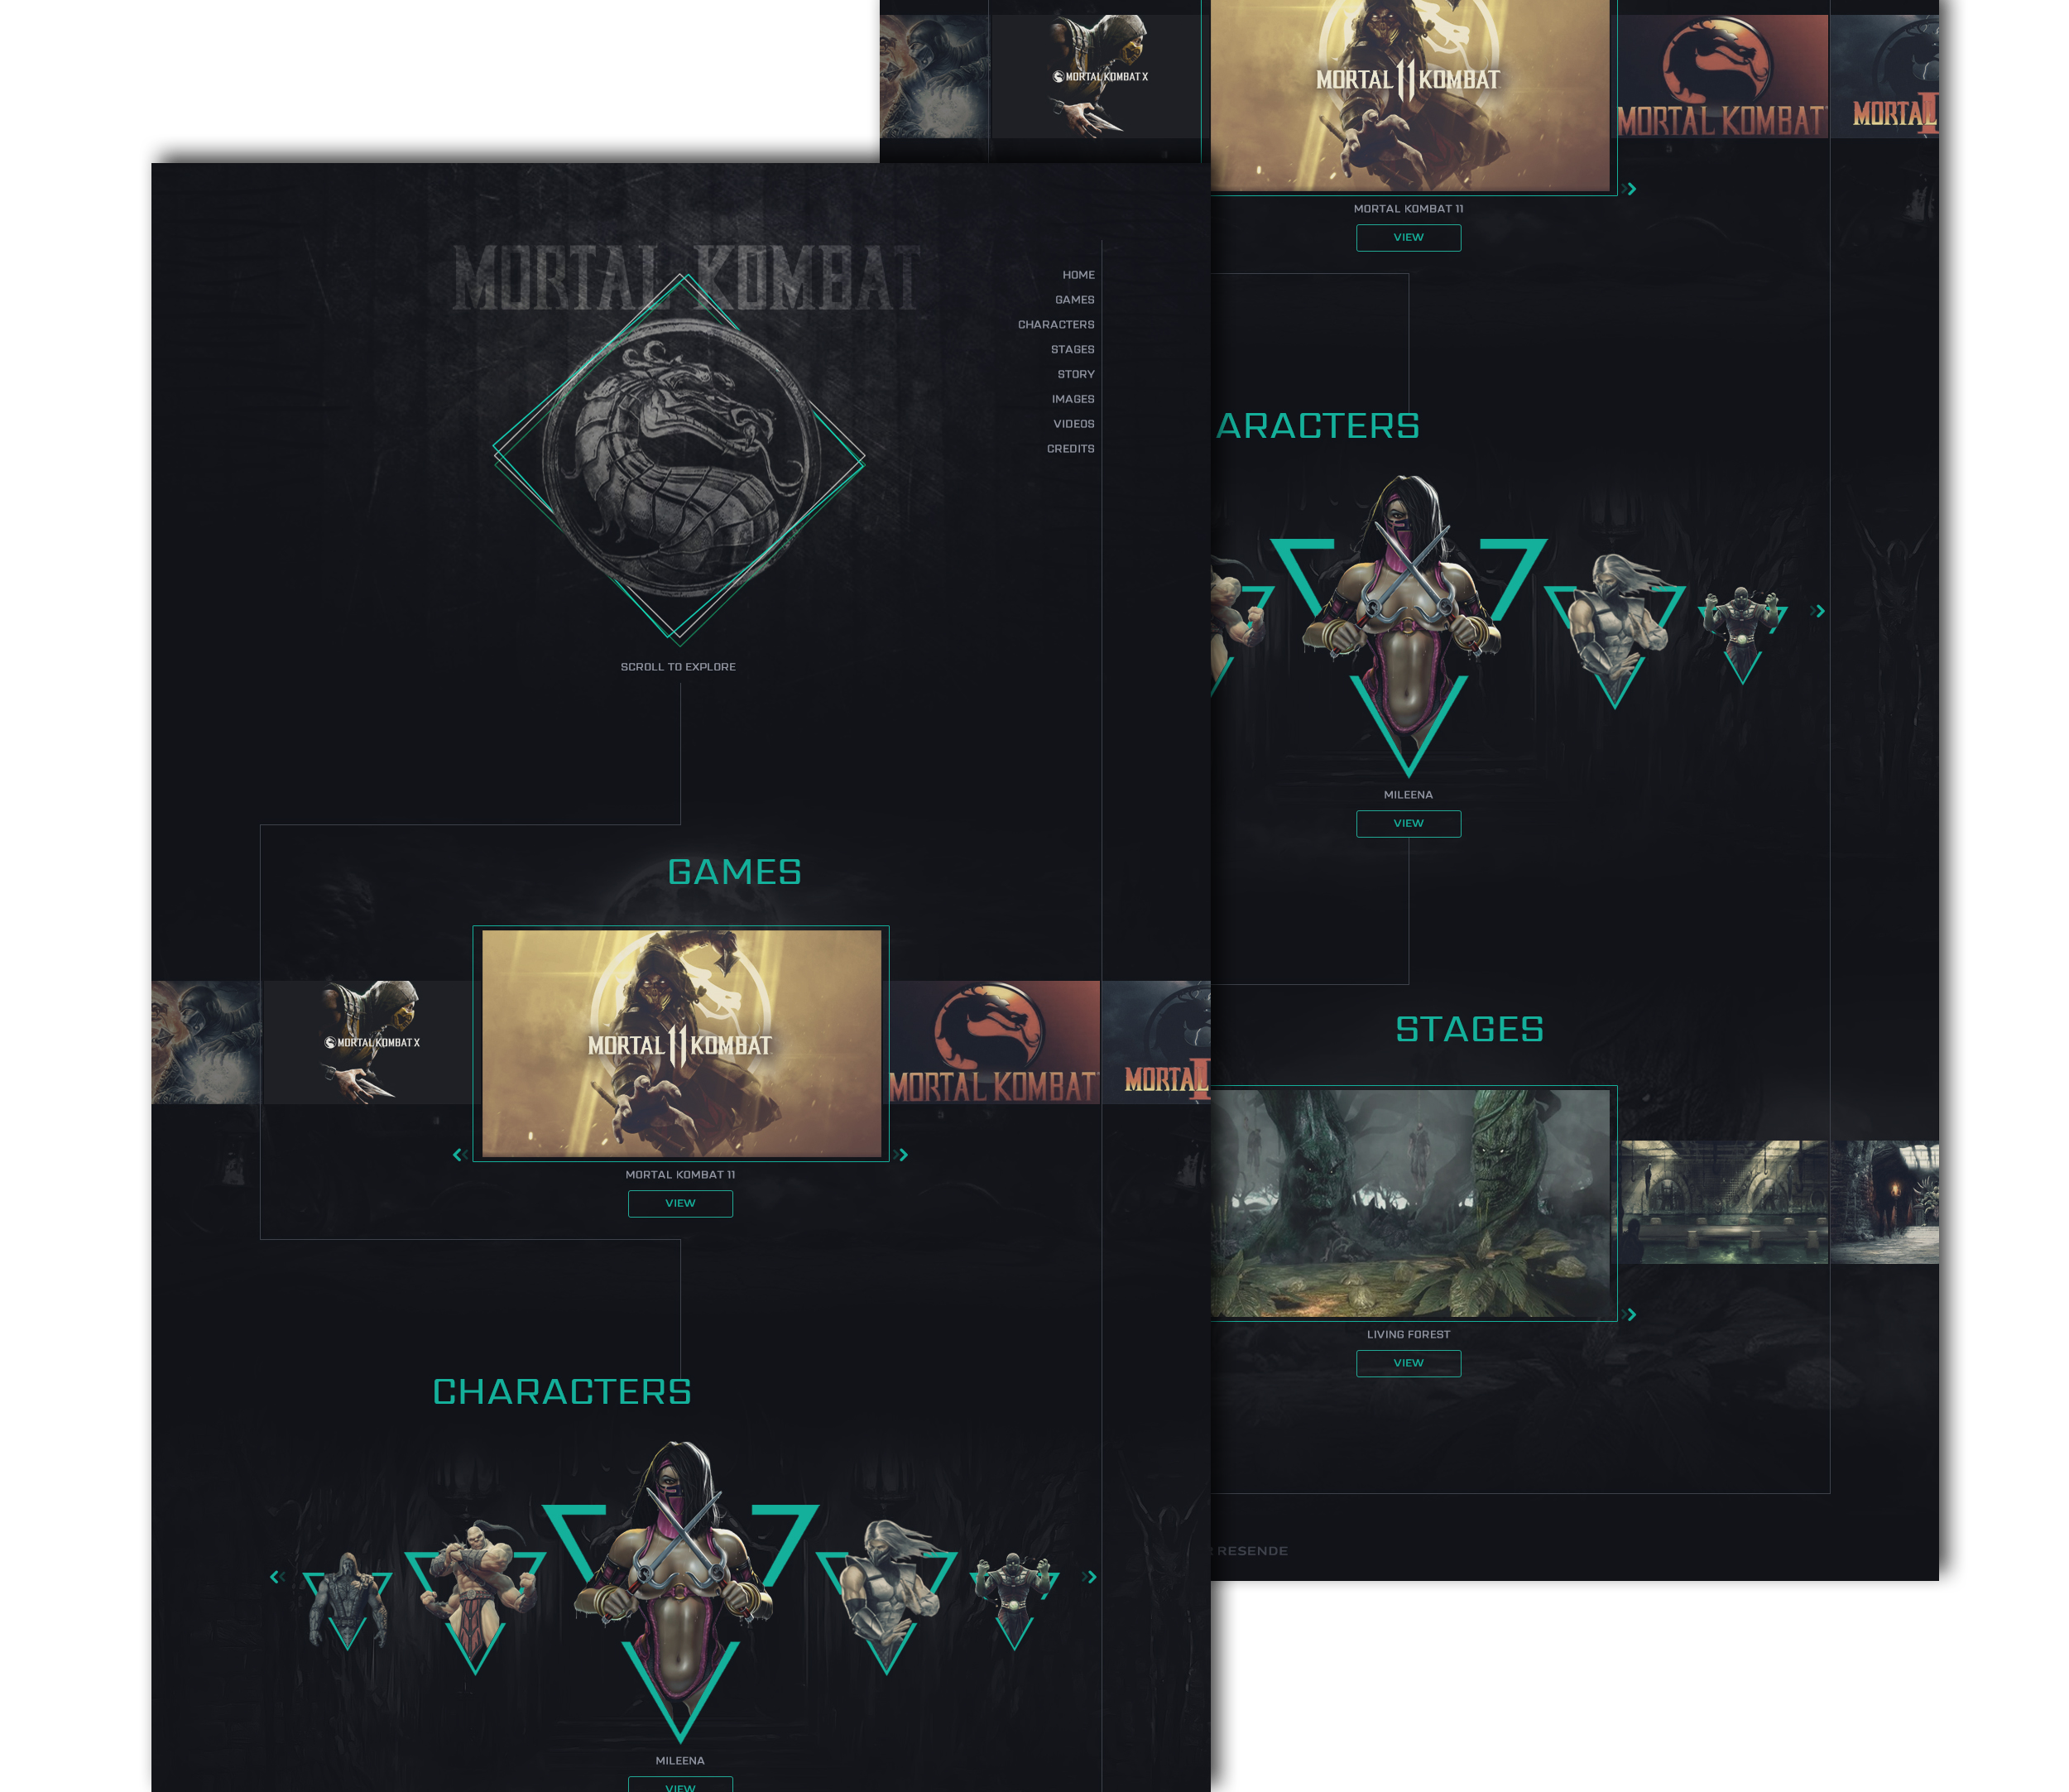 MORTAL KOMBAT
HOME
GAMES
CHARACTERS
STAGES
STORY
IMAGES
VIDEOS
CREDITS
SCROLL TO EXPLORE
GAMES
MORTAL KOMBAT X
MORTAL 11 KOMBAT
MORTAL KOMBAT
MORTAL
MORTAL KOMBAT 11
VIEW
CHARACTERS
MILEENA
VIEW
MORTAL KOMBAT X
MORTAL 11 KOMBAT
MORTAL KOMBAT
MORTAL
MORTAL KOMBAT 11
VIEW
ARACTERS
MILEENA
VIEW
STAGES
LIVING FOREST
VIEW
RESENDE